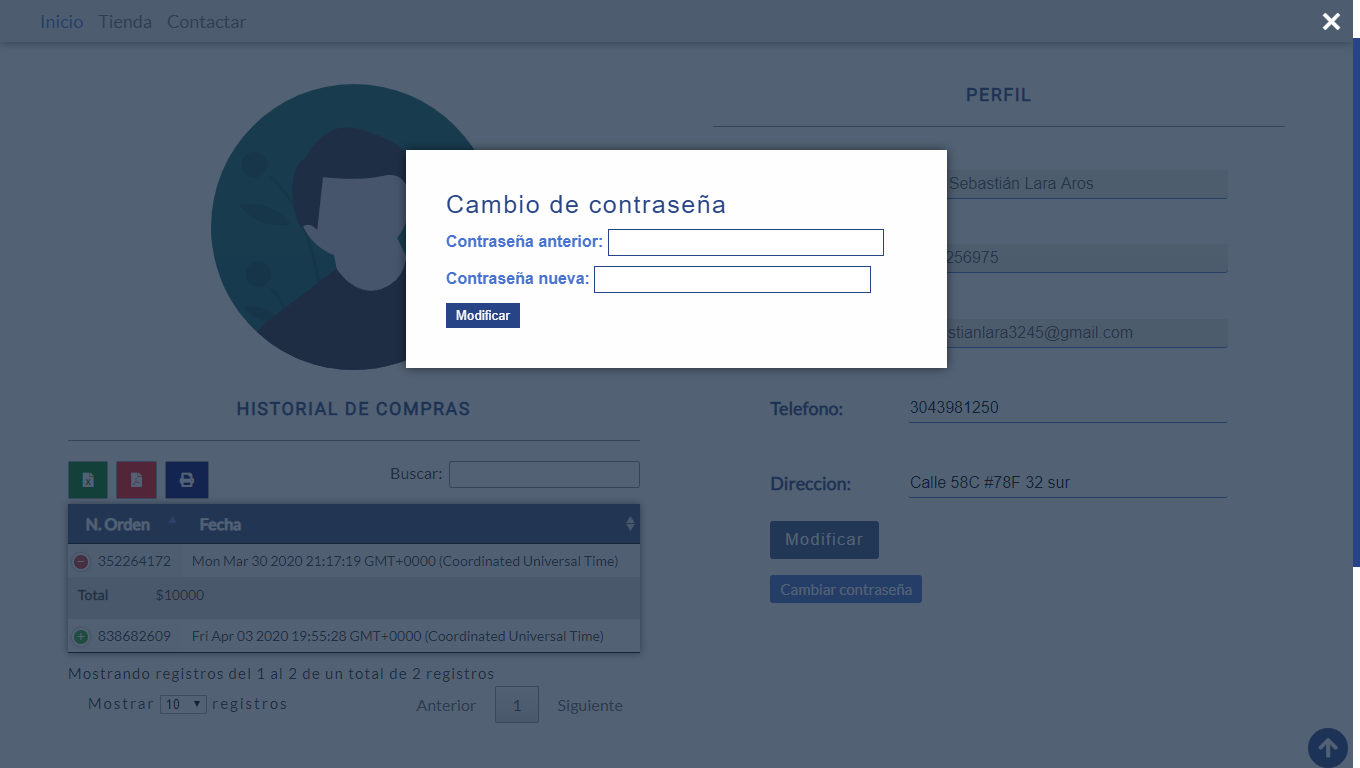 Inicio Tienda Contactar
PERFIL
Sebastián Lara Aros
256975
stianlara3245@gmail.com
Cambio de contraseña
Contraseña anterior:
Contraseña nueva:
Modificar
Telefono: 3043981250
Direccion: Calle 58C #78F 32 sur
Modificar
Cambiar contraseña
HISTORIAL DE COMPRAS
Buscar:
N. Orden Fecha
352264172 Mon Mar 30 2020 21:17:19 GMT+0000 (Coordinated Universal Time)
Total $10000
838682609 Fri Apr 03 2020 19:55:28 GMT+0000 (Coordinated Universal Time)
Mostrando registros del 1 al 2 de un total de 2 registros
Mostrar 10 registros
Anterior 1 Siguiente